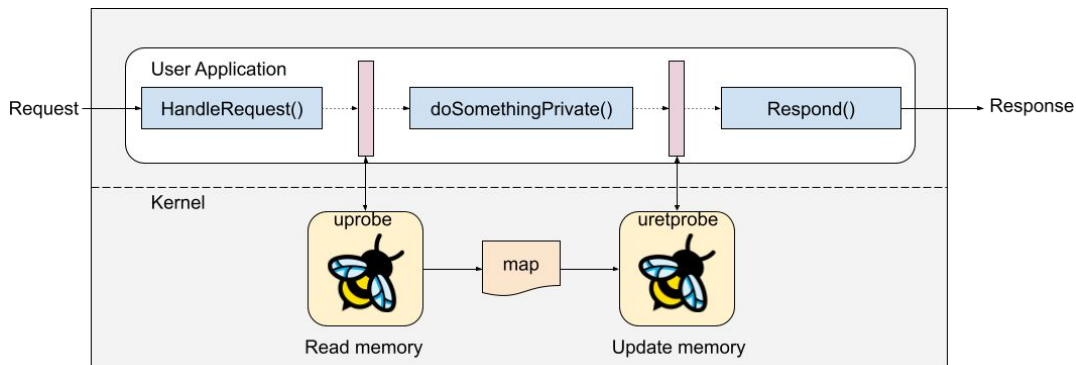 User Application
Request
HandleRequest()
doSomethingPrivate()
Respond()
Response
Kernel
uprobe
map
uretprobe
Read memory
Update memory